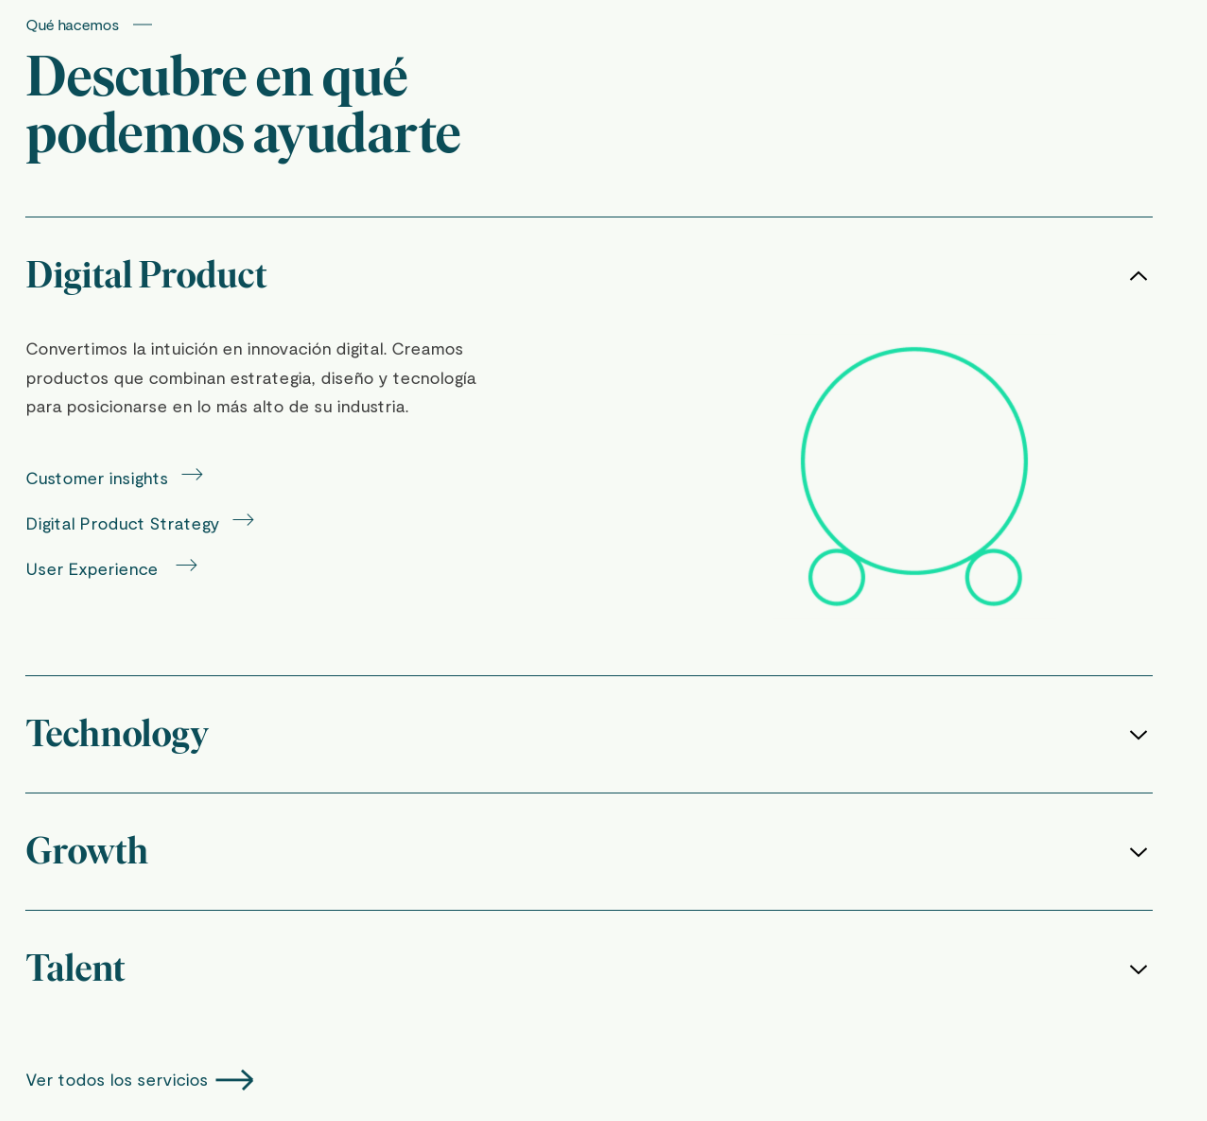 Qué hacemos
Descubre en qué
podemos ayudarte
Digital Product
Convertimos la intuición en innovación digital. Creamos
productos que combinan estrategia, diseño y tecnología
para posicionarse en lo más alto de su industria.
Customer insights
Digital Product Strategy
User Experience
Technology
Growth
Talent
Ver todos los servicios